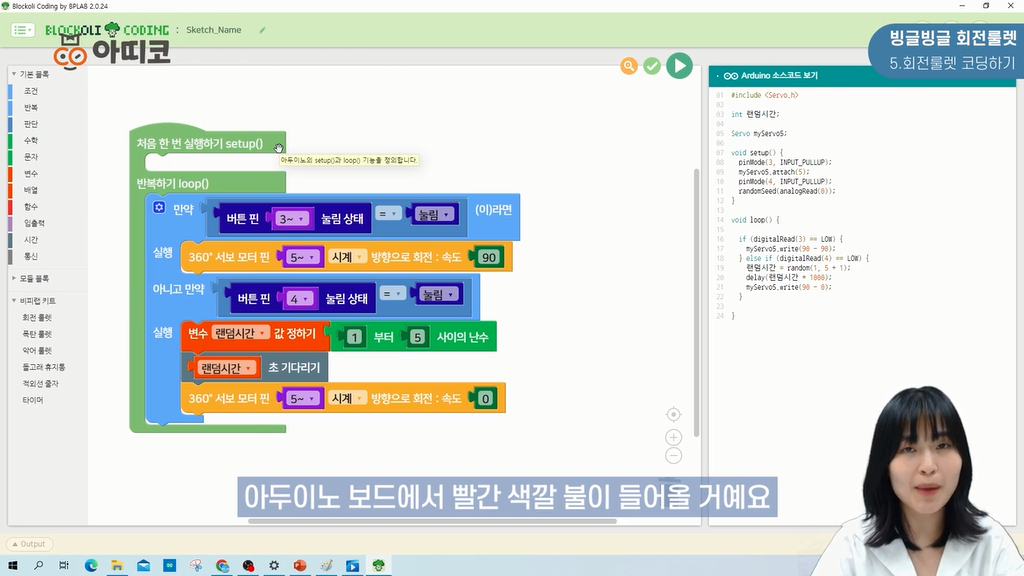 Blockoli Coding by BPLAB 2.0.24
BLOCKOLI CODING : Sketch_Name
아띠코
빙글빙글 회전룰렛
5.회전룰렛 코딩하기
기본 블록
조건
반복
판단
수학
문자
변수
배열
함수
입출력
시간
통신
모듈 블록
비피랩 키트
회전 룰렛
폭탄 룰렛
악어 룰렛
돌고래 휴지통
적외선 줄자
타이머
처음 한 번 실행하기 setup()
아두이노의 setup()과 loop() 기능을 정의합니다.
반복하기 loop()
만약 버튼 핀 3~ 눌림 상태 = 눌림 (이)라면
실행 360° 서보 모터 핀 5~ 시계 방향으로 회전 : 속도 90
아니고 만약 버튼 핀 4 눌림 상태 = 눌림
실행 변수 랜덤시간 값 정하기 1 부터 5 사이의 난수
랜덤시간 초 기다리기
360° 서보 모터 핀 5~ 시계 방향으로 회전 : 속도 0
Arduino 소스코드 보기
01 #include <Servo.h>
02
03 int 랜덤시간;
04
05 Servo myServo5;
06
07 void setup() {
08 pinMode(3, INPUT_PULLUP);
09 myServo5.attach(5);
10 pinMode(4, INPUT_PULLUP);
11 randomSeed(analogRead(0));
12 }
13
14 void loop() {
15
16 if (digitalRead(3) == LOW) {
17 myServo5.write(90 - 90);
18 } else if (digitalRead(4) == LOW) {
19 랜덤시간 = random(1, 5 + 1);
20 delay(랜덤시간 * 1000);
21 myServo5.write(90 - 0);
22 }
23
24 }
아두이노 보드에서 빨간 색깔 불이 들어올 거예요
Output